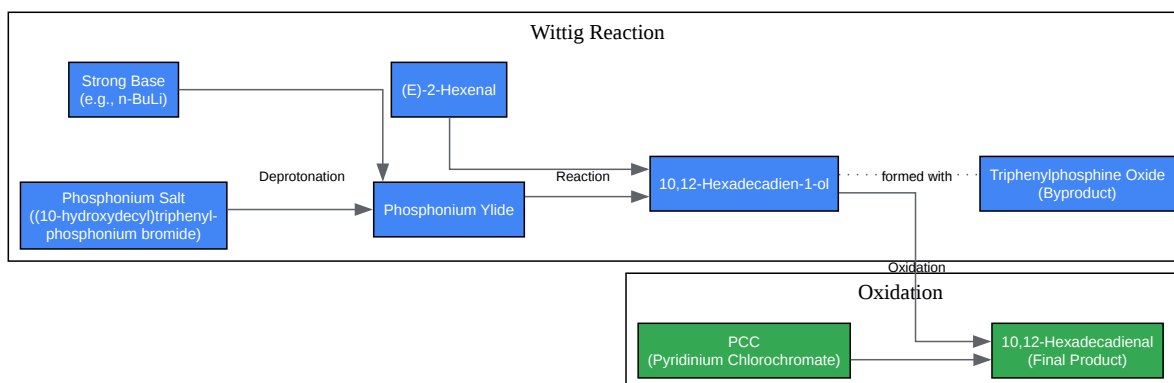 Wittig Reaction
Strong Base
(e.g., n-BuLi)
(E)-2-Hexenal
Deprotonation
Reaction
Phosphonium Salt
((10-hydroxydecyl)triphenyl-
phosphonium bromide)
Phosphonium Ylide
10,12-Hexadecadien-1-ol
formed with
Triphenylphosphine Oxide
(Byproduct)
Oxidation
Oxidation
PCC
(Pyridinium Chlorochromate)
10,12-Hexadecadienal
(Final Product)